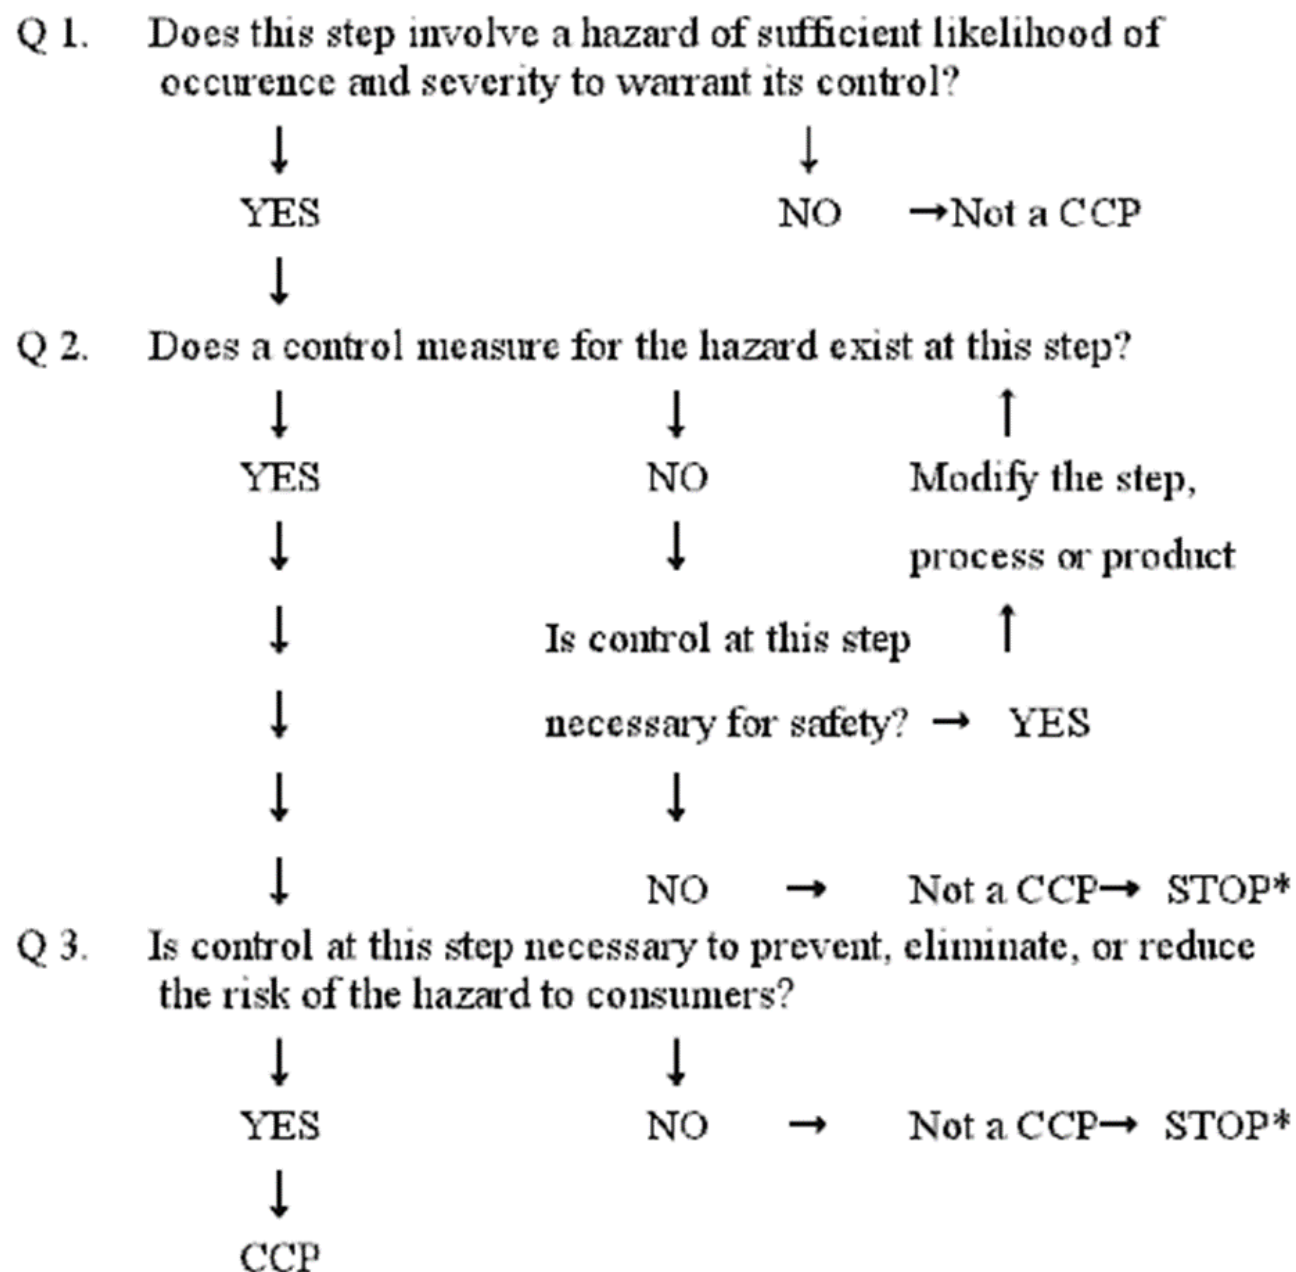 Q 1. Does this step involve a hazard of sufficient likelihood of
occurence and severity to warrant its control?
↓ ↓
YES NO →Not a CCP
↓
Q 2. Does a control measure for the hazard exist at this step?
↓ ↓ ↑
YES NO Modify the step,
↓ ↓ process or product
↓ Is control at this step ↑
↓ necessary for safety? → YES
↓ ↓
↓ NO → Not a CCP→ STOP*
Q 3. Is control at this step necessary to prevent, eliminate, or reduce
the risk of the hazard to consumers?
↓ ↓
YES NO → Not a CCP→ STOP*
↓
CCP